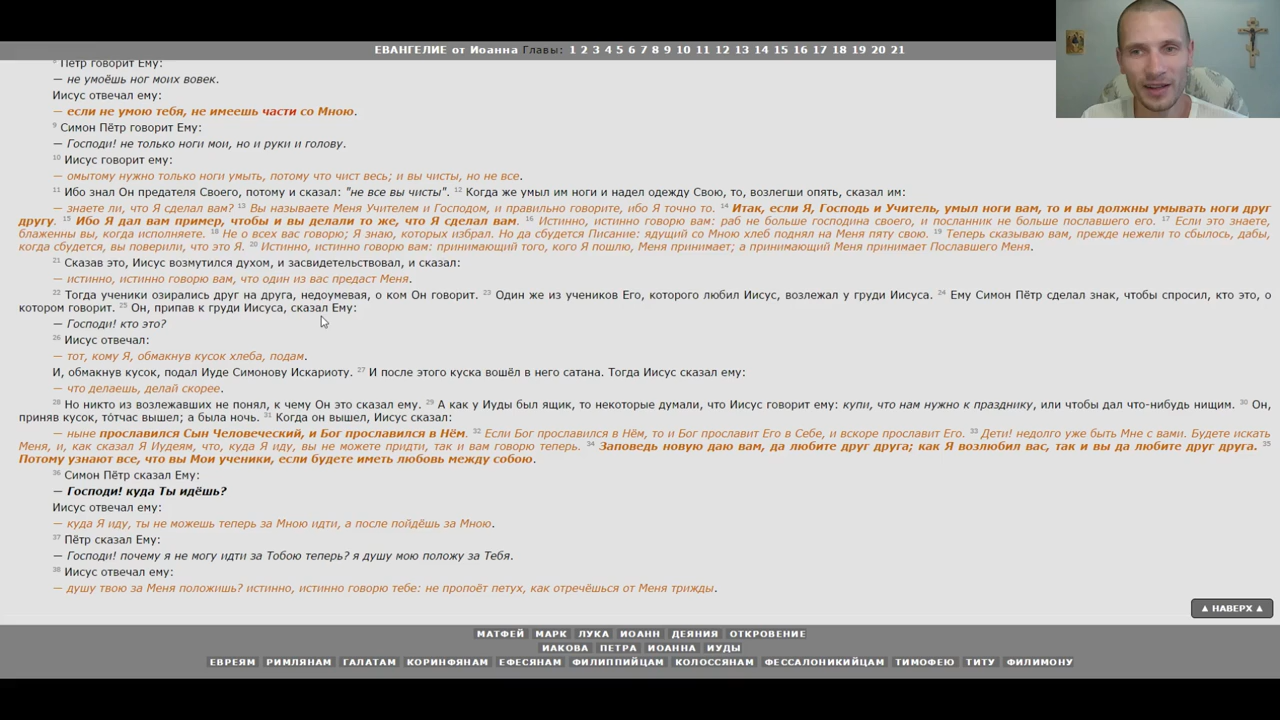 ЕВАНГЕЛИЕ от Иоанна Главы: 1 2 3 4 5 6 7 8 9 10 11 12 13 14 15 16 17 18 19 20 21
Пётр говорит Ему:
— не умоёшь ног моих вовек.
Иисус отвечал ему:
— если не умою тебя, не имеешь части со Мною.
9 Симон Пётр говорит Ему:
— Господи! не только ноги мои, но и руки и голову.
10 Иисус говорит ему:
— омытому нужно только ноги умыть, потому что чист весь; и вы чисты, но не все.
11 Ибо знал Он предателя Своего, потому и сказал: "не все вы чисты". 12 Когда же умыл им ноги и надел одежду Свою, то, возлегши опять, сказал им:
— знаете ли, что Я сделал вам? 13 Вы называете Меня Учителем и Господом, и правильно говорите, ибо Я точно то. 14 Итак, если Я, Господь и Учитель, умыл ноги вам, то и вы должны умывать ноги друг
другу. 15 Ибо Я дал вам пример, чтобы и вы делали то же, что Я сделал вам. 16 Истинно, истинно говорю вам: раб не больше господина своего, и посланник не больше пославшего его. 17 Если это знаете,
блаженны вы, когда исполняете. 18 Не о всех вас говорю; Я знаю, которых избрал. Но да сбудется Писание: ядущий со Мною хлеб поднял на Меня пяту свою. 19 Теперь сказываю вам, прежде нежели то сбылось, дабы,
когда сбудется, вы поверили, что это Я. 20 Истинно, истинно говорю вам: принимающий того, кого Я пошлю, Меня принимает; а принимающий Меня принимает Пославшего Меня.
21 Сказав это, Иисус возмутился духом, и засвидетельствовал, и сказал:
— истинно, истинно говорю вам, что один из вас предаст Меня.
22 Тогда ученики озирались друг на друга, недоумевая, о ком Он говорит. 23 Один же из учеников Его, которого любил Иисус, возлежал у груди Иисуса. 24 Ему Симон Пётр сделал знак, чтобы спросил, кто это, о
котором говорит. 25 Он, припав к груди Иисуса, сказал Ему:
— Господи! кто это?
26 Иисус отвечал:
— тот, кому Я, обмакнув кусок хлеба, подам.
И, обмакнув кусок, подал Иуде Симонову Искариоту. 27 И после этого куска вошёл в него сатана. Тогда Иисус сказал ему:
— что делаешь, делай скорее.
28 Но никто из возлежавших не понял, к чему Он это сказал ему. 29 А как у Иуды был ящик, то некоторые думали, что Иисус говорит ему: купи, что нам нужно к празднику, или чтобы дал что-нибудь нищим. 30 Он,
приняв кусок, то́тчас вышел; а была ночь. 31 Когда он вышел, Иисус сказал:
— ныне прославился Сын Человеческий, и Бог прославился в Нём. 32 Если Бог прославился в Нём, то и Бог прославит Его в Себе, и вскоре прославит Его. 33 Дети! недолго уже быть Мне с вами. Будете искать
Меня, и, как сказал Я Иудеям, что, куда Я иду, вы не можете придти, так и вам говорю теперь. 34 Заповедь новую даю вам, да любите друг друга; как Я возлюбил вас, так и вы да любите друг друга. 35
Потому узнают все, что вы Мои ученики, если будете иметь любовь между собою.
36 Симон Пётр сказал Ему:
— Господи! куда Ты идёшь?
Иисус отвечал ему:
— куда Я иду, ты не можешь теперь за Мною идти, а после пойдёшь за Мною.
37 Пётр сказал Ему:
— Господи! почему я не могу идти за Тобою теперь? я душу мою положу за Тебя.
38 Иисус отвечал ему:
— душу твою за Меня положишь? истинно, истинно говорю тебе: не пропоёт петух, как отречёшься от Меня трижды.
▲ НАВЕРХ ▲
МАТФЕЙ МАРК ЛУКА ИОАНН ДЕЯНИЯ ОТКРОВЕНИЕ
ИАКОВА ПЕТРА ИОАННА ИУДЫ
ЕВРЕЯМ РИМЛЯНАМ ГАЛАТАМ КОРИНФЯНАМ ЕФЕСЯНАМ ФИЛИППИЙЦАМ КОЛОССЯНАМ ФЕССАЛОНИКИЙЦАМ ТИМОФЕЮ ТИТУ ФИЛИМОНУ